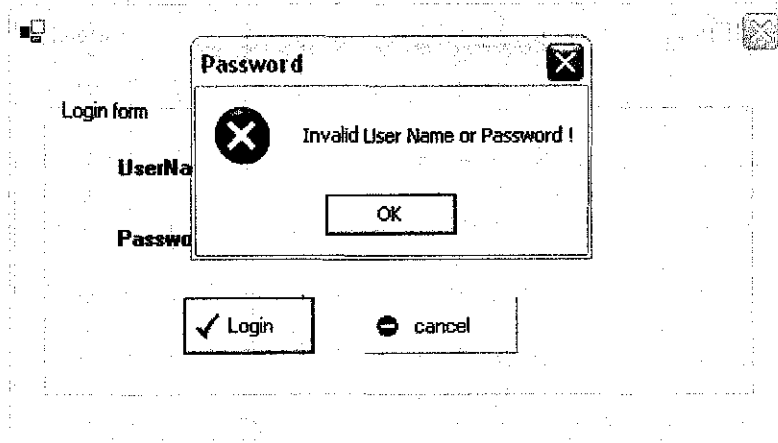 Password
Login form
Invalid User Name or Password !
UserNa
OK
Passwo
Login
cancel